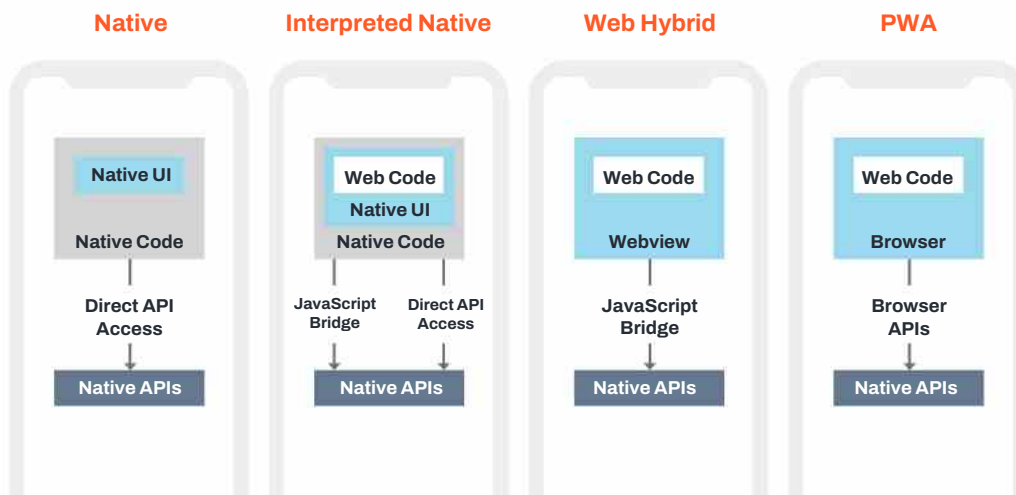 Native
Native UI
Native Code
Direct API
Access
Native APIs
Interpreted Native
Web Code
Native UI
Native Code
JavaScript
Bridge
Direct API
Access
Native APIs
Web Hybrid
Web Code
Webview
JavaScript
Bridge
Native APIs
PWA
Web Code
Browser
Browser
APIs
Native APIs